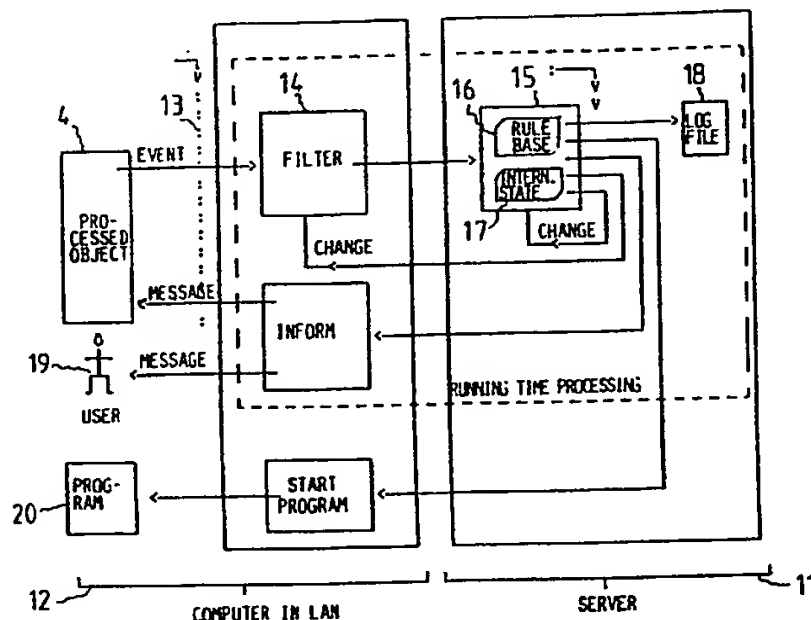 14
15
18
16
4
13
RULE
BASE
LOG
FILE
EVENT
FILTER
INTERN.
STATE
17
CHANGE
PRO-
CESSED
OBJECT
CHANGE
MESSAGE
INFORM
19
MESSAGE
USER
RUNNING TIME PROCESSING
20
PROG-
RAM
START
PROGRAM
12
COMPUTER IN LAN
SERVER
11